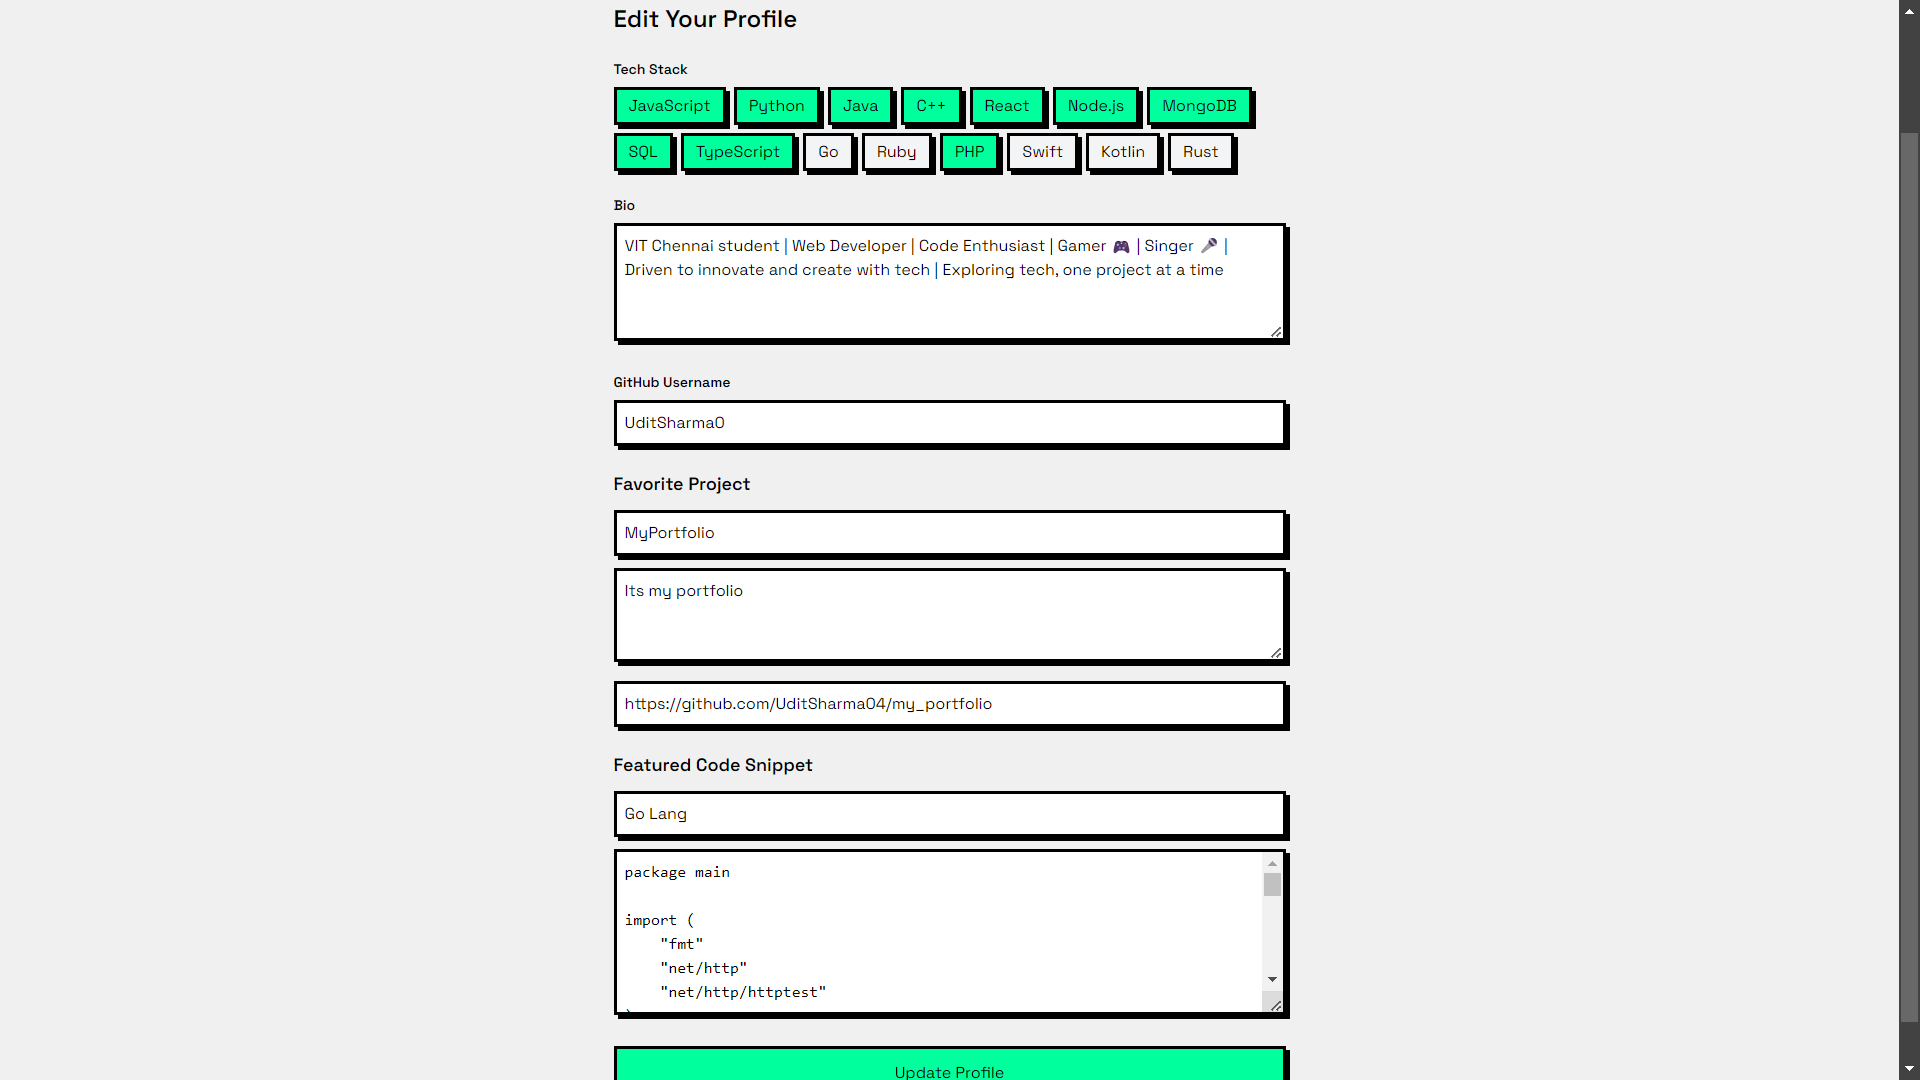 Edit Your Profile
Tech Stack
JavaScript Python Java C++ React Node.js MongoDB
SQL TypeScript Go Ruby PHP Swift Kotlin Rust
Bio
VIT Chennai student | Web Developer | Code Enthusiast | Gamer 🎮 | Singer 🎤 |
Driven to innovate and create with tech | Exploring tech, one project at a time
GitHub Username
UditSharma0
Favorite Project
MyPortfolio
Its my portfolio
https://github.com/UditSharma04/my_portfolio
Featured Code Snippet
Go Lang
package main
import (
"fmt"
"net/http"
"net/http/httptest"
Update Profile